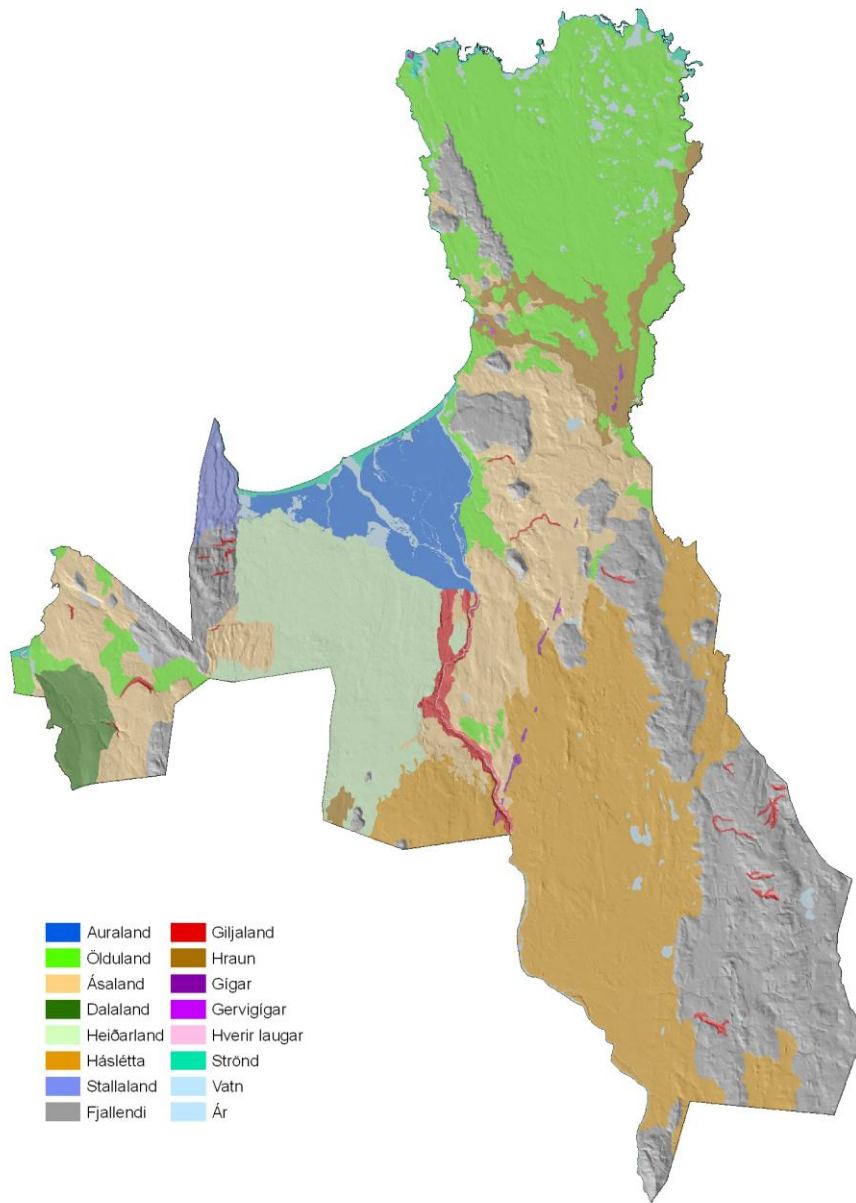 Auraland
Ölduland
Ásaland
Dalaland
Heiðarland
Háslétta
Stallaland
Fjallendi
Giljaland
Hraun
Gígar
Gervigígar
Hverir laugar
Strönd
Vatn
Ár